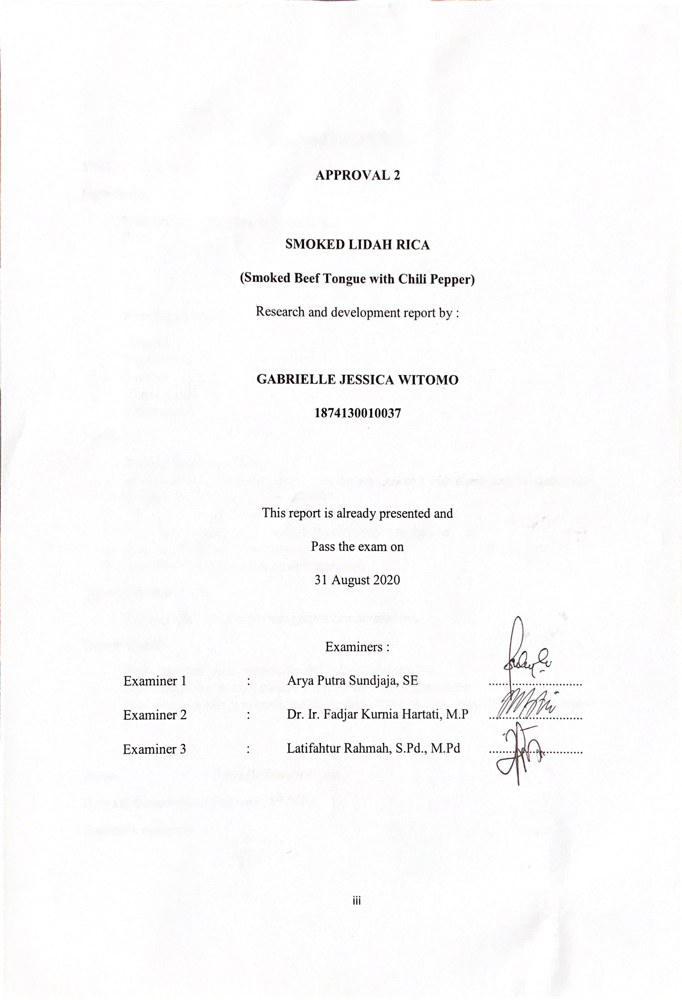 APPROVAL 2
SMOKED LIDAH RICA
(Smoked Beef Tongue with Chili Pepper)
Research and development report by :
GABRIELLE JESSICA WITOMO
1874130010037
This report is already presented and
Pass the exam on
31 August 2020
Examiners :
Examiner 1 : Arya Putra Sundjaja, SE ............................
Examiner 2 : Dr. Ir. Fadjar Kurnia Hartati, M.P ............................
Examiner 3 : Latifahtur Rahmah, S.Pd., M.Pd ............................
iii